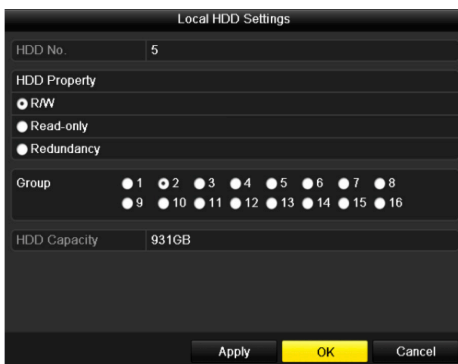 Local HDD Settings
HDD No. 5
HDD Property
R/W
Read-only
Redundancy
Group 1 2 3 4 5 6 7 8
9 10 11 12 13 14 15 16
HDD Capacity 931GB
Apply OK Cancel